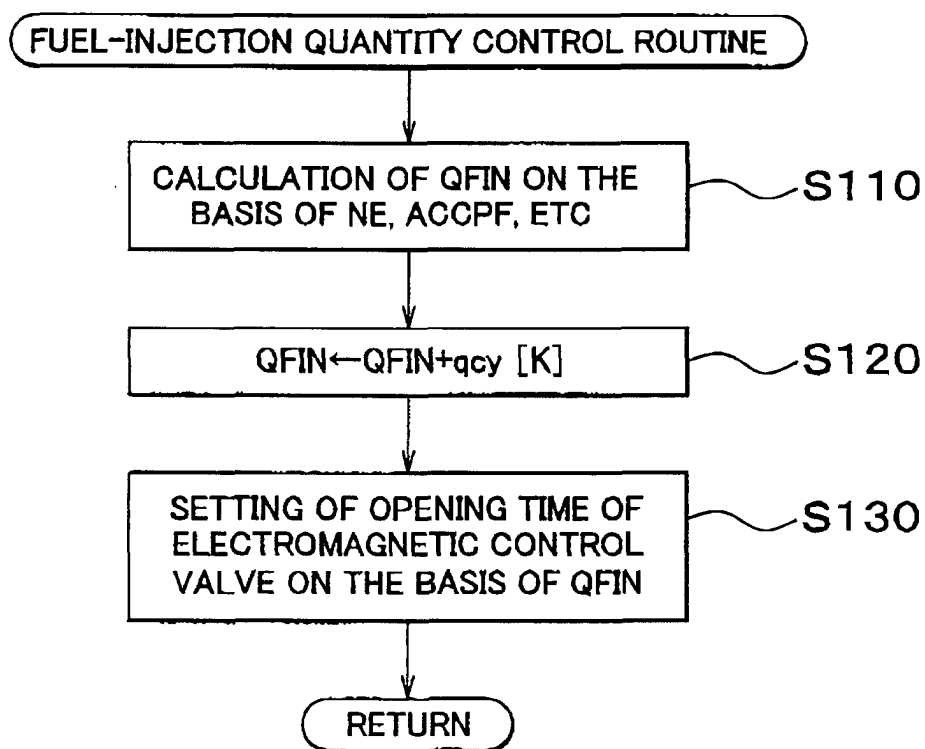 FUEL-INJECTION QUANTITY CONTROL ROUTINE
CALCULATION OF QFIN ON THE
BASIS OF NE, ACCPF, ETC
S110
QFIN←QFIN+qcy [K]
S120
SETTING OF OPENING TIME OF
ELECTROMAGNETIC CONTROL
VALVE ON THE BASIS OF QFIN
S130
RETURN